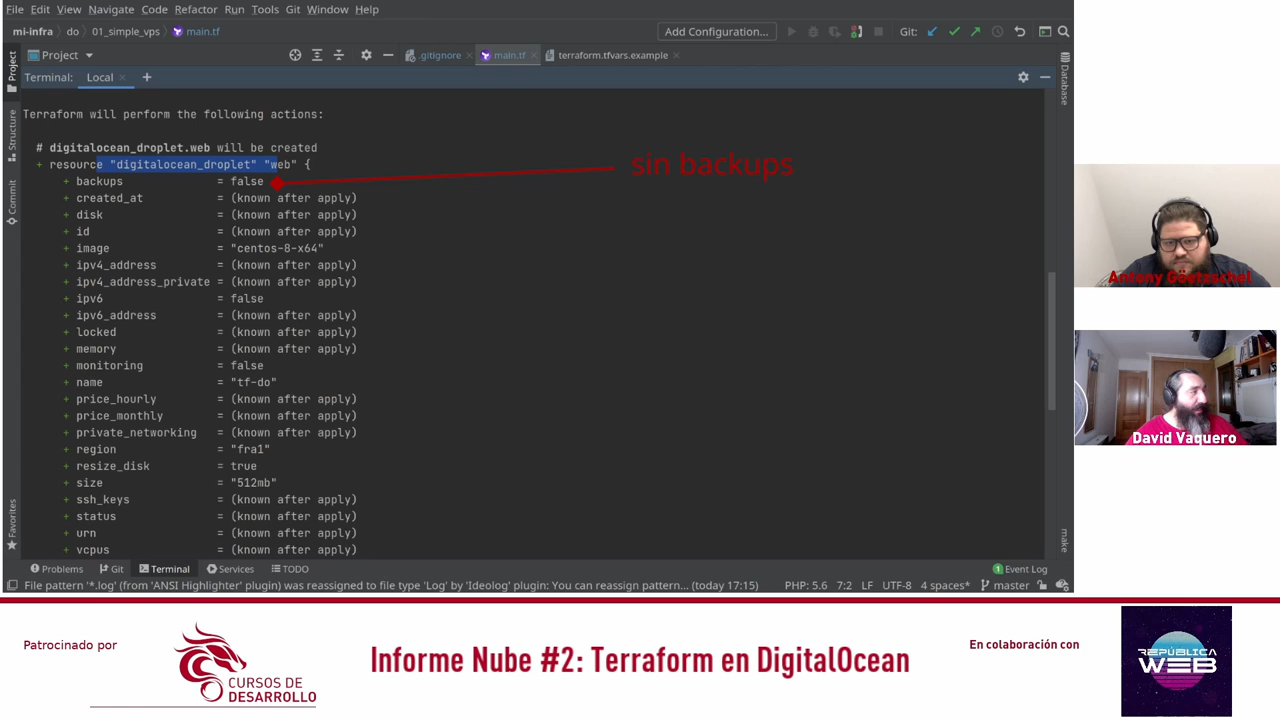 File Edit View Navigate Code Refactor Run Tools Git Window Help
mi-infra do 01_simple_vps main.tf Add Configuration... Git:
Project .gitignore main.tf terraform.tfvars.example
Terminal: Local
Project
Structure
Commit
Favorites
Database
make
Terraform will perform the following actions:
# digitalocean_droplet.web will be created
+ resource "digitalocean_droplet" "web" {
+ backups = false
sin backups
+ created_at = (known after apply)
+ disk = (known after apply)
+ id = (known after apply)
+ image = "centos-8-x64"
+ ipv4_address = (known after apply)
+ ipv4_address_private = (known after apply)
+ ipv6 = false
+ ipv6_address = (known after apply)
+ locked = (known after apply)
+ memory = (known after apply)
+ monitoring = false
+ name = "tf-do"
+ price_hourly = (known after apply)
+ price_monthly = (known after apply)
+ private_networking = (known after apply)
+ region = "fra1"
+ resize_disk = true
+ size = "512mb"
+ ssh_keys = (known after apply)
+ status = (known after apply)
+ urn = (known after apply)
+ vcpus = (known after apply)
Antony Göetzschel
David Vaquero
Problems Git Terminal Services TODO 1 Event Log
File pattern '*.log' (from 'ANSI Highlighter' plugin) was reassigned to file type 'Log' by 'Ideolog' plugin: You can reassign pattern... (today 17:15) PHP: 5.6 7:2 LF UTF-8 4 spaces* master
Patrocinado por
CURSOS DE
DESARROLLO
Informe Nube #2: Terraform en DigitalOcean
En colaboración con
REPÚBLICA
WEB